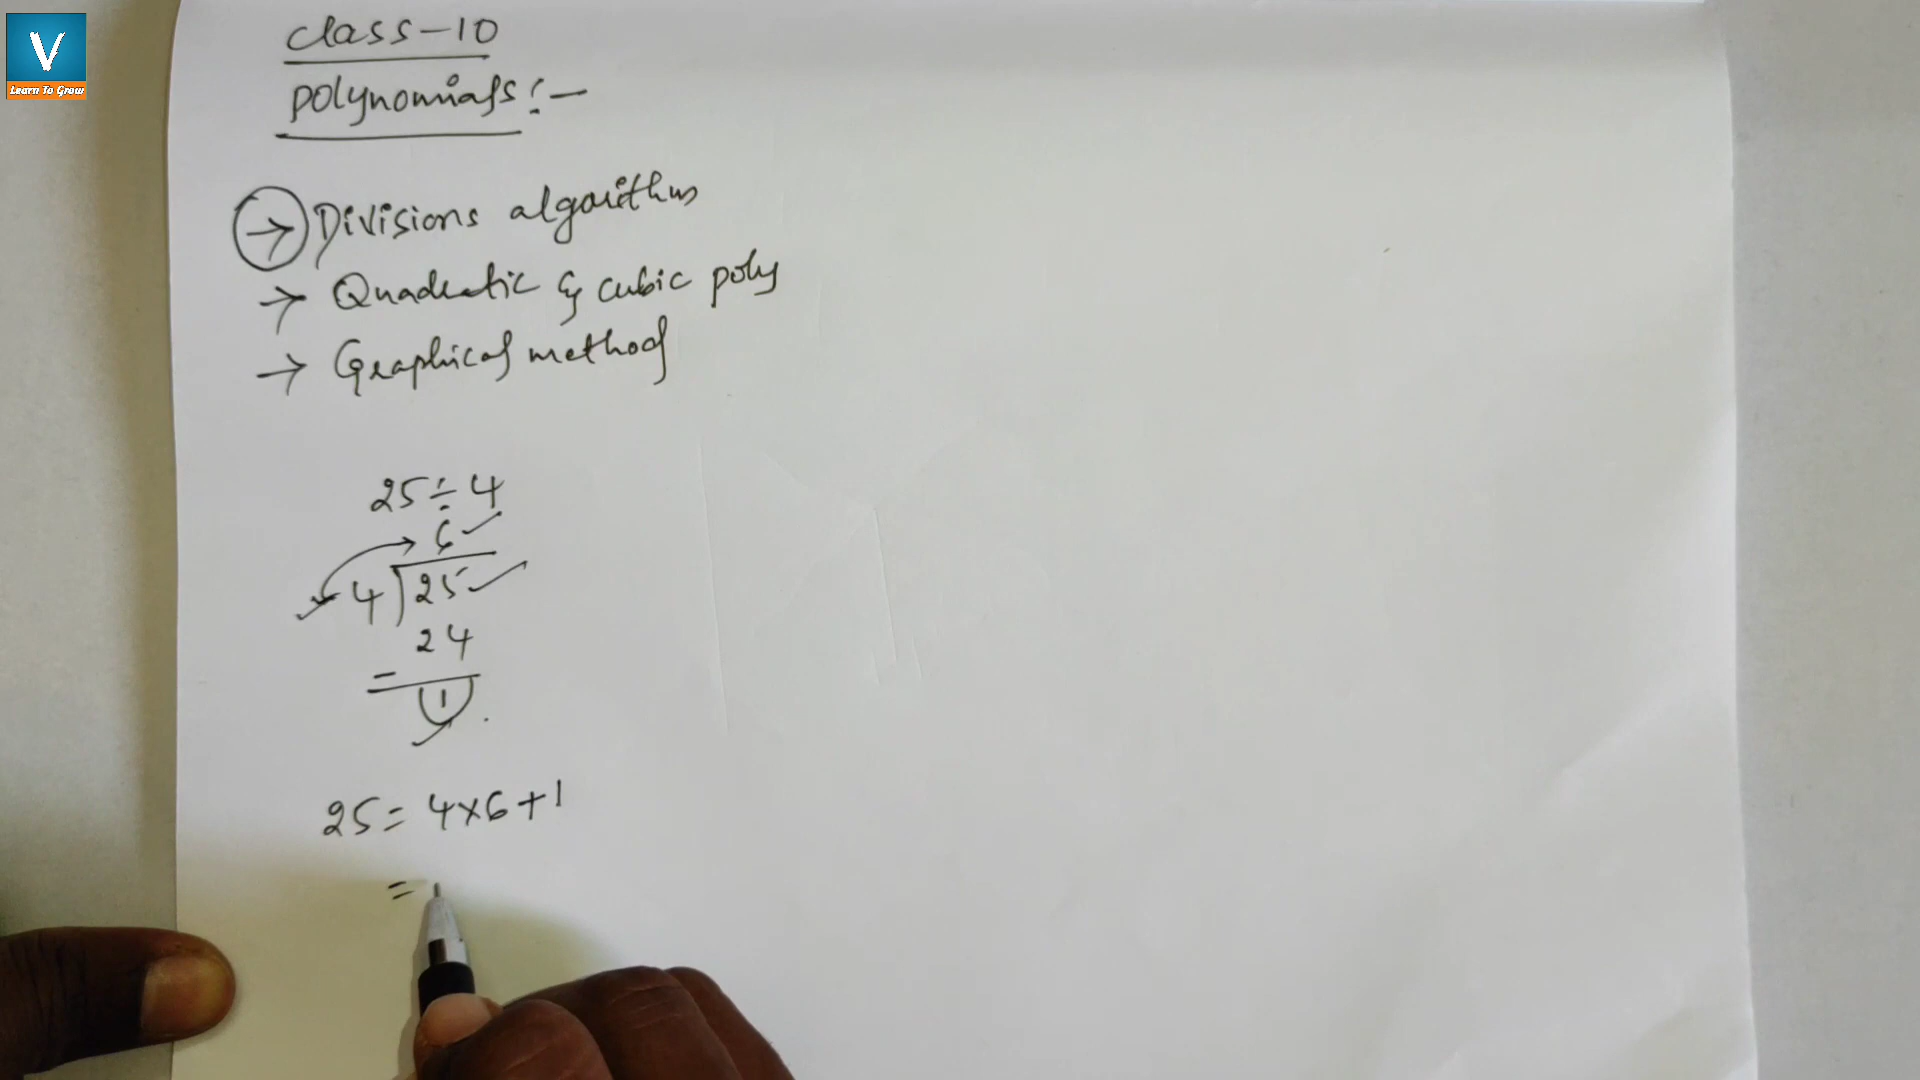 V
Learn To Grow
class-10
polynomials:-
→ Divisions algorithm
→ Quadratic & cubic poly
→ Graphical method
25÷4
6
4)25
24
1
25=4×6+1
=